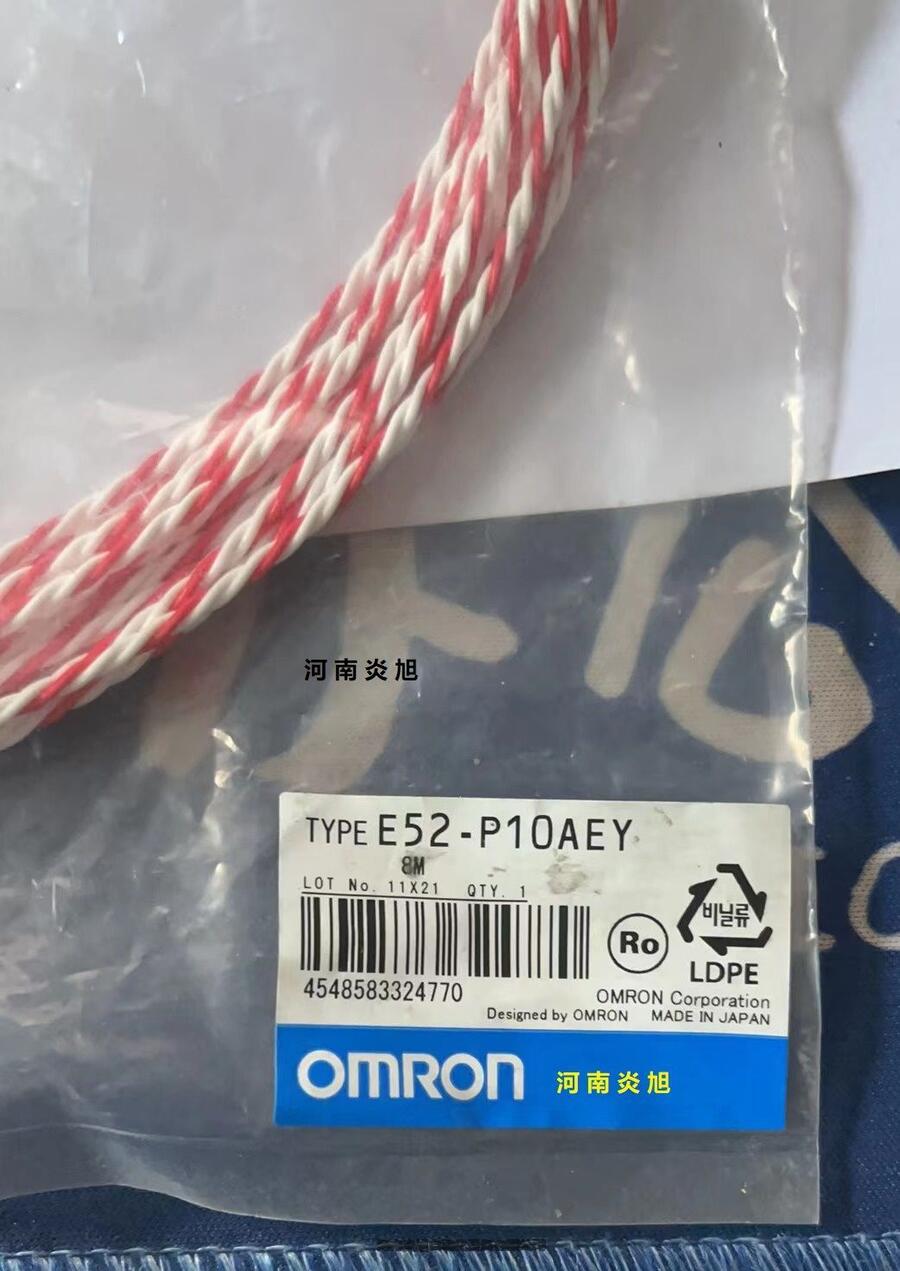 河南炎旭
TYPE E52-P10AEY
8M
LOT No. 11X21 QTY. 1
비닐류
Ro
LDPE
4548583324770
OMRON Corporation
Designed by OMRON MADE IN JAPAN
OMRON 河南炎旭